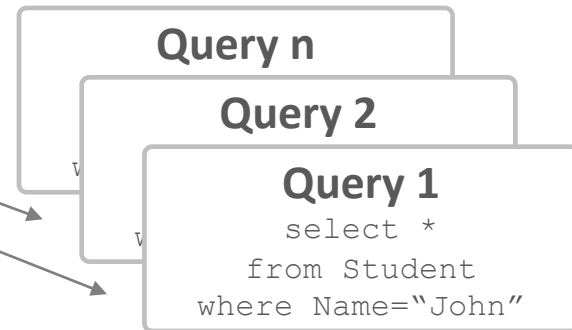 Query n
Query 2
Query 1
select *
from Student
where Name=“John”